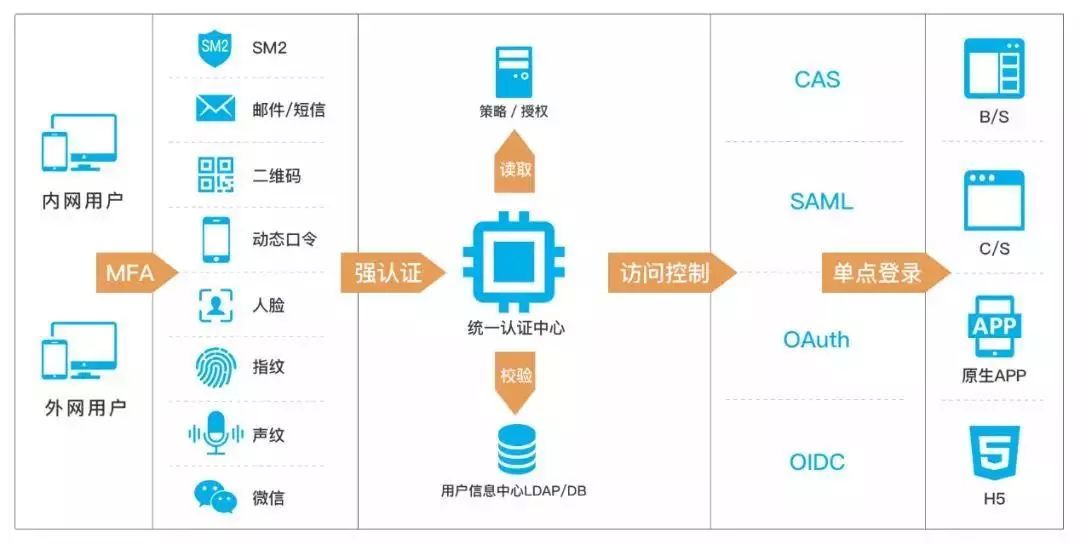 内网用户
外网用户
MFA
SM2
SM2
邮件/短信
二维码
动态口令
人脸
指纹
声纹
微信
强认证
策略 / 授权
读取
统一认证中心
校验
用户信息中心LDAP/DB
访问控制
CAS
SAML
OAuth
OIDC
单点登录
B/S
C/S
APP
原生APP
5
H5